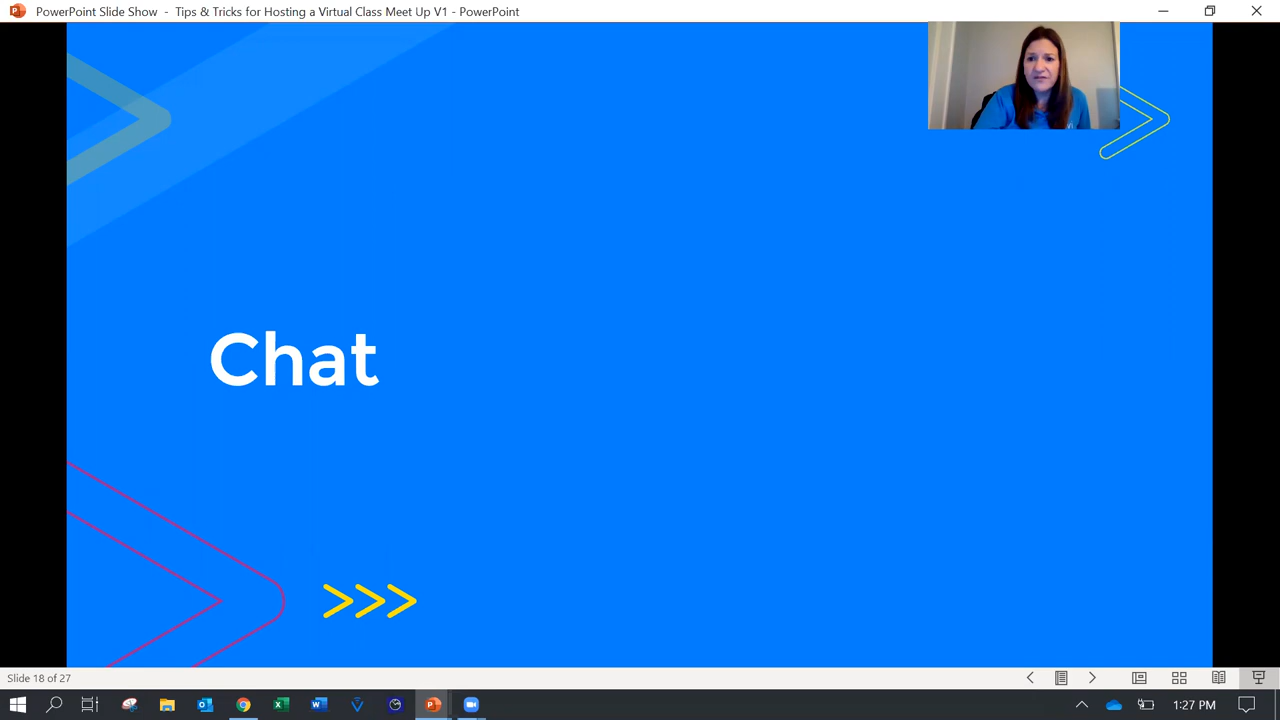 PowerPoint Slide Show - Tips & Tricks for Hosting a Virtual Class Meet Up V1 - PowerPoint
Chat
Slide 18 of 27
1:27 PM